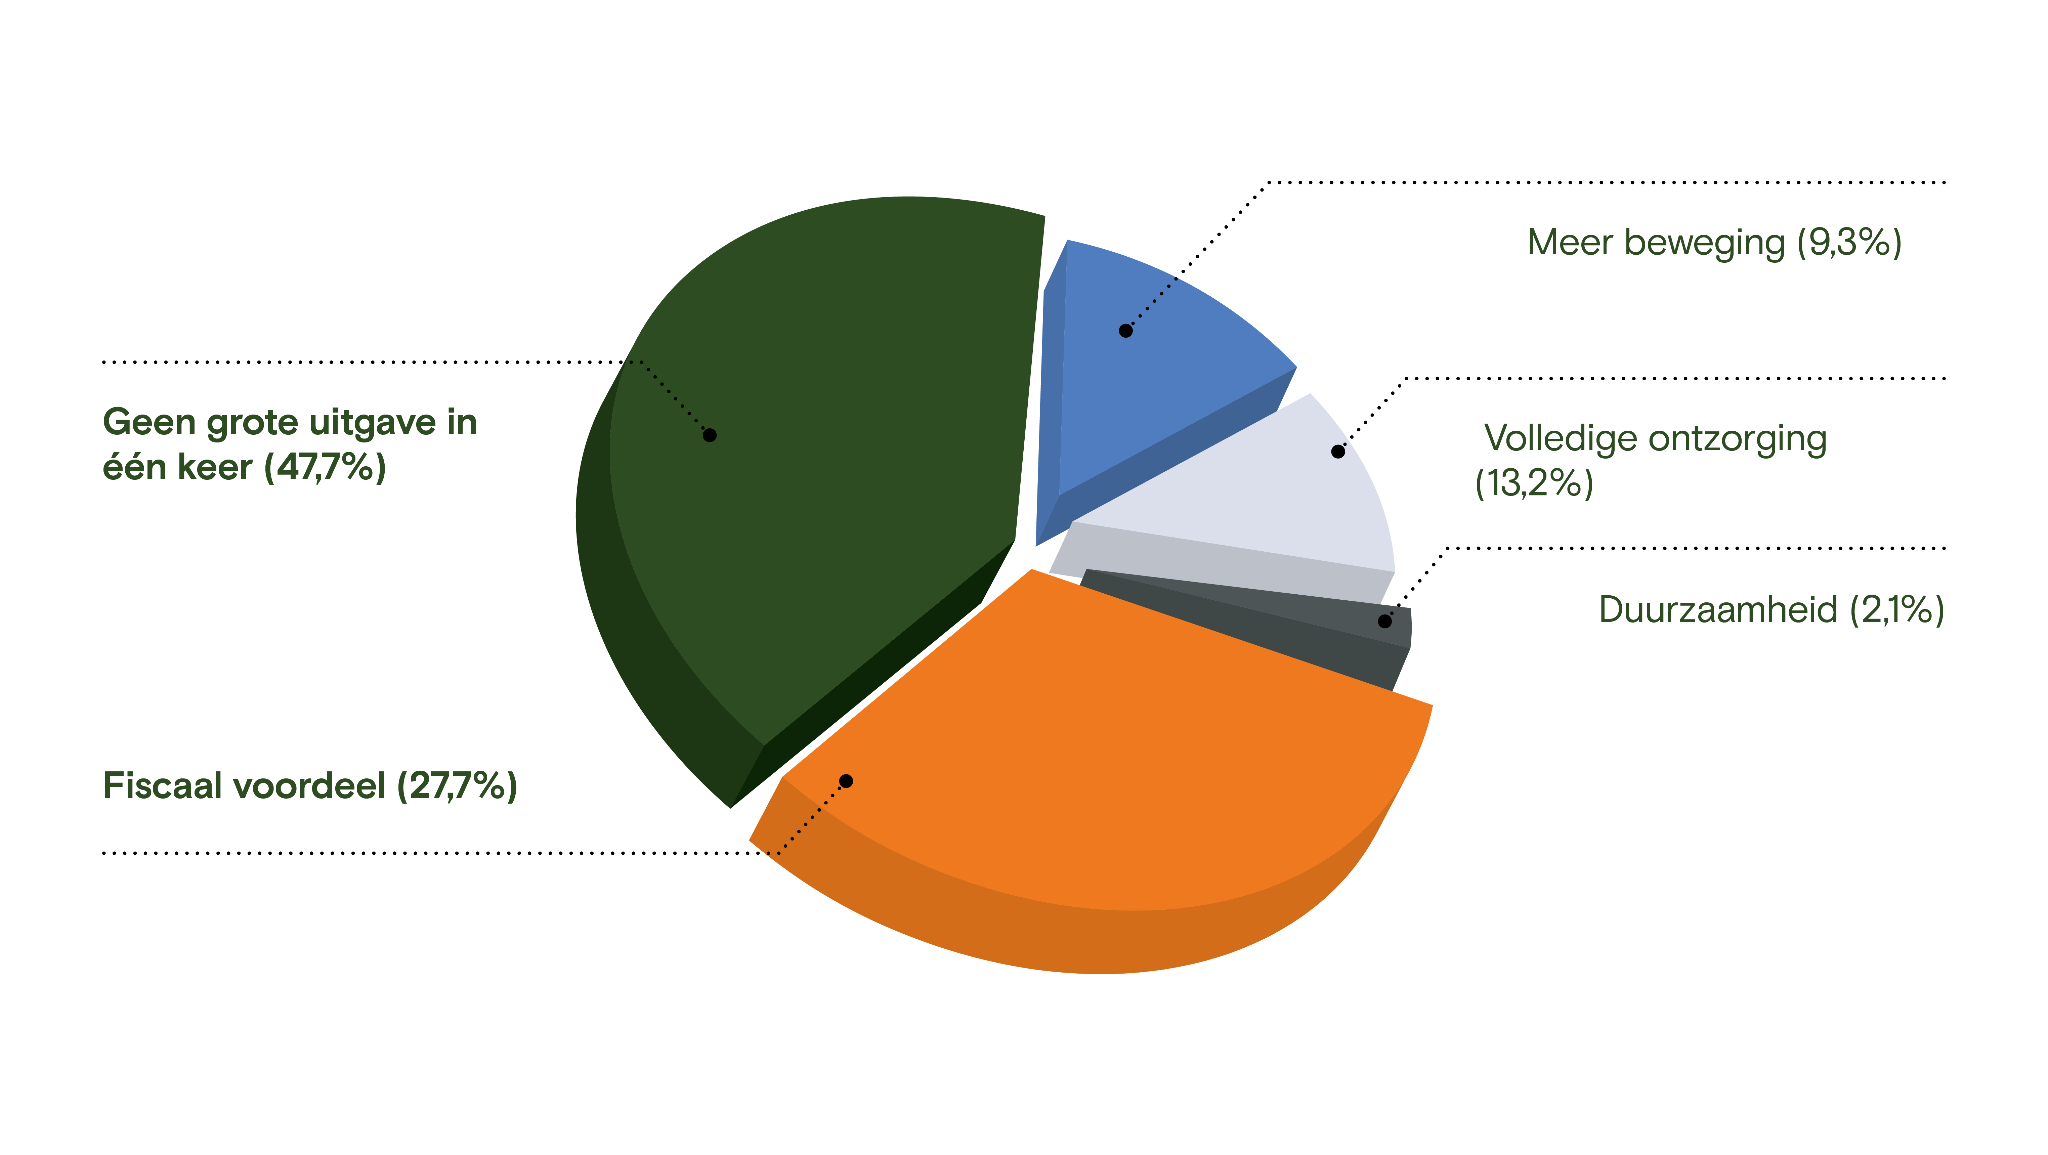 Meer beweging (9,3%)
Geen grote uitgave in
één keer (47,7%)
Volledige ontzorging
(13,2%)
Duurzaamheid (2,1%)
Fiscaal voordeel (27,7%)